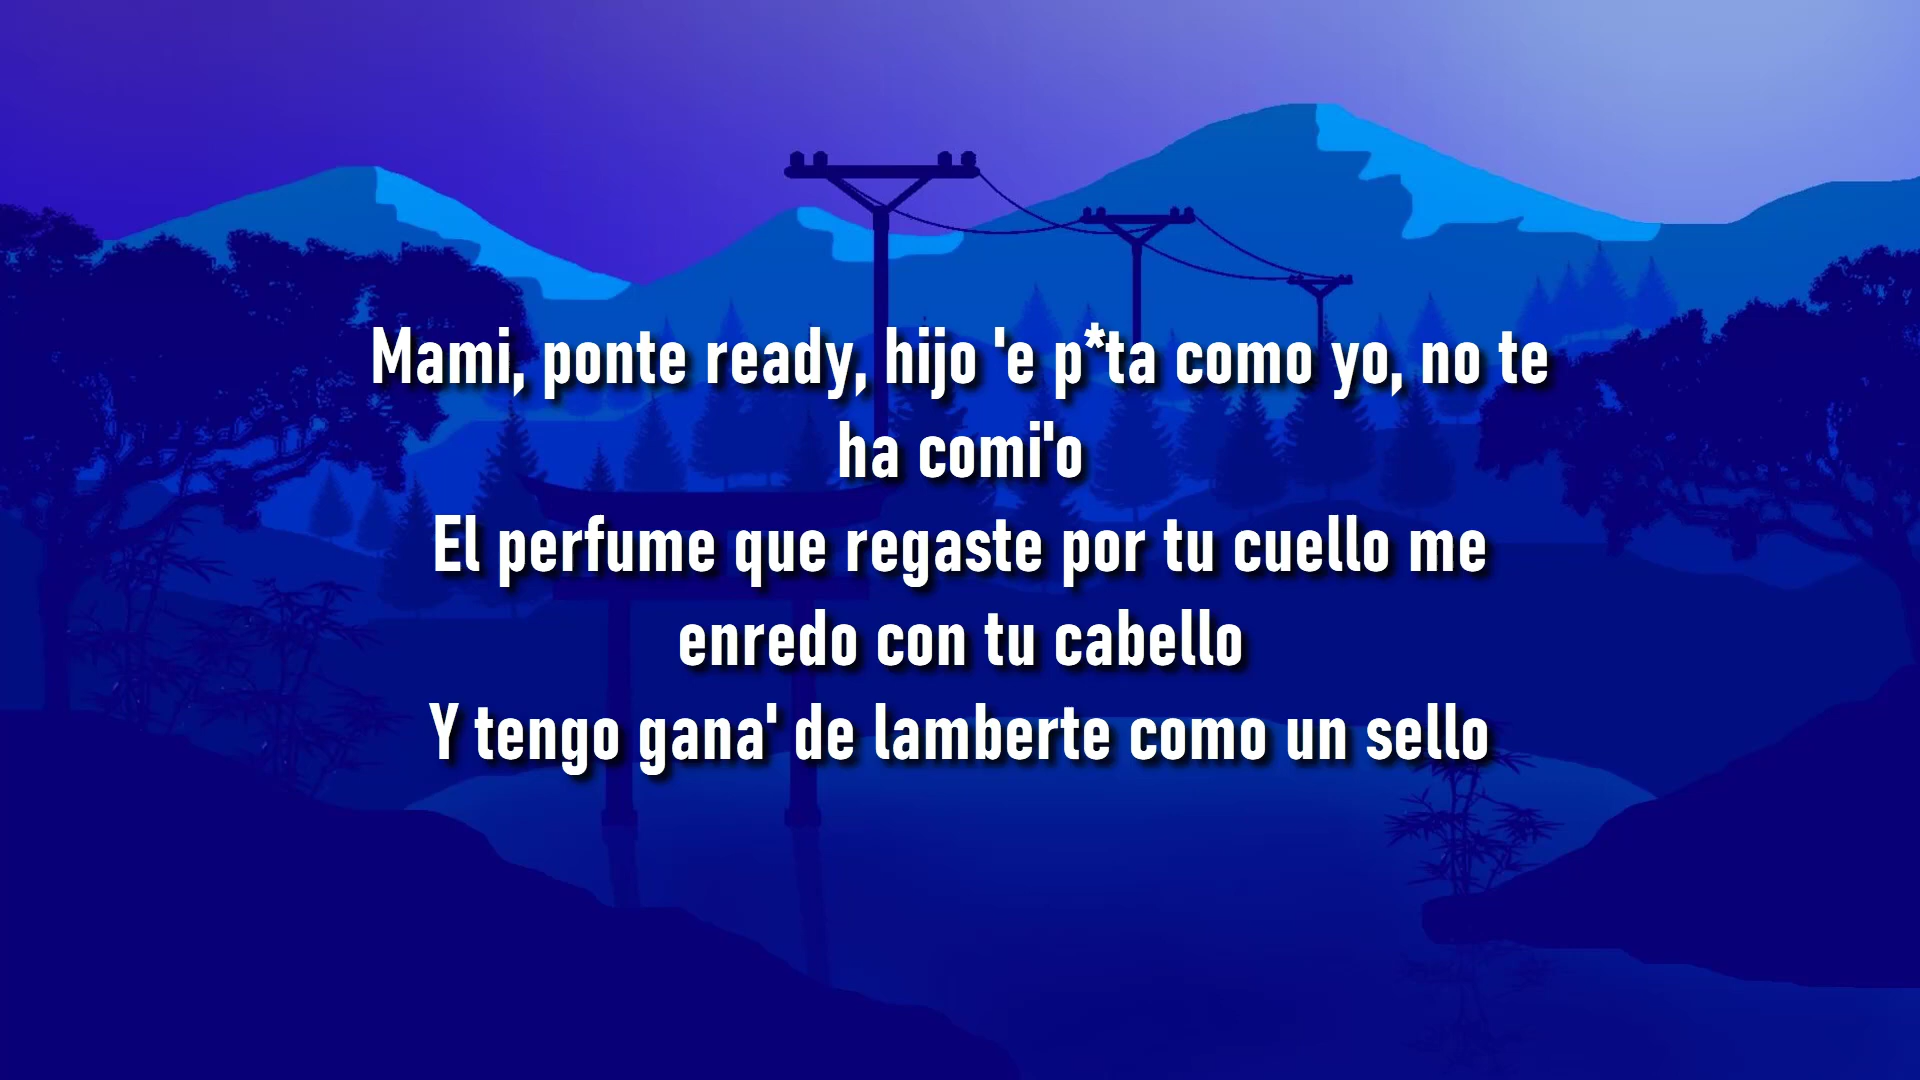 Mami, ponte ready, hijo 'e p*ta como yo, no te
ha comi'o
El perfume que regaste por tu cuello me
enredo con tu cabello
Y tengo gana' de lamberte como un sello